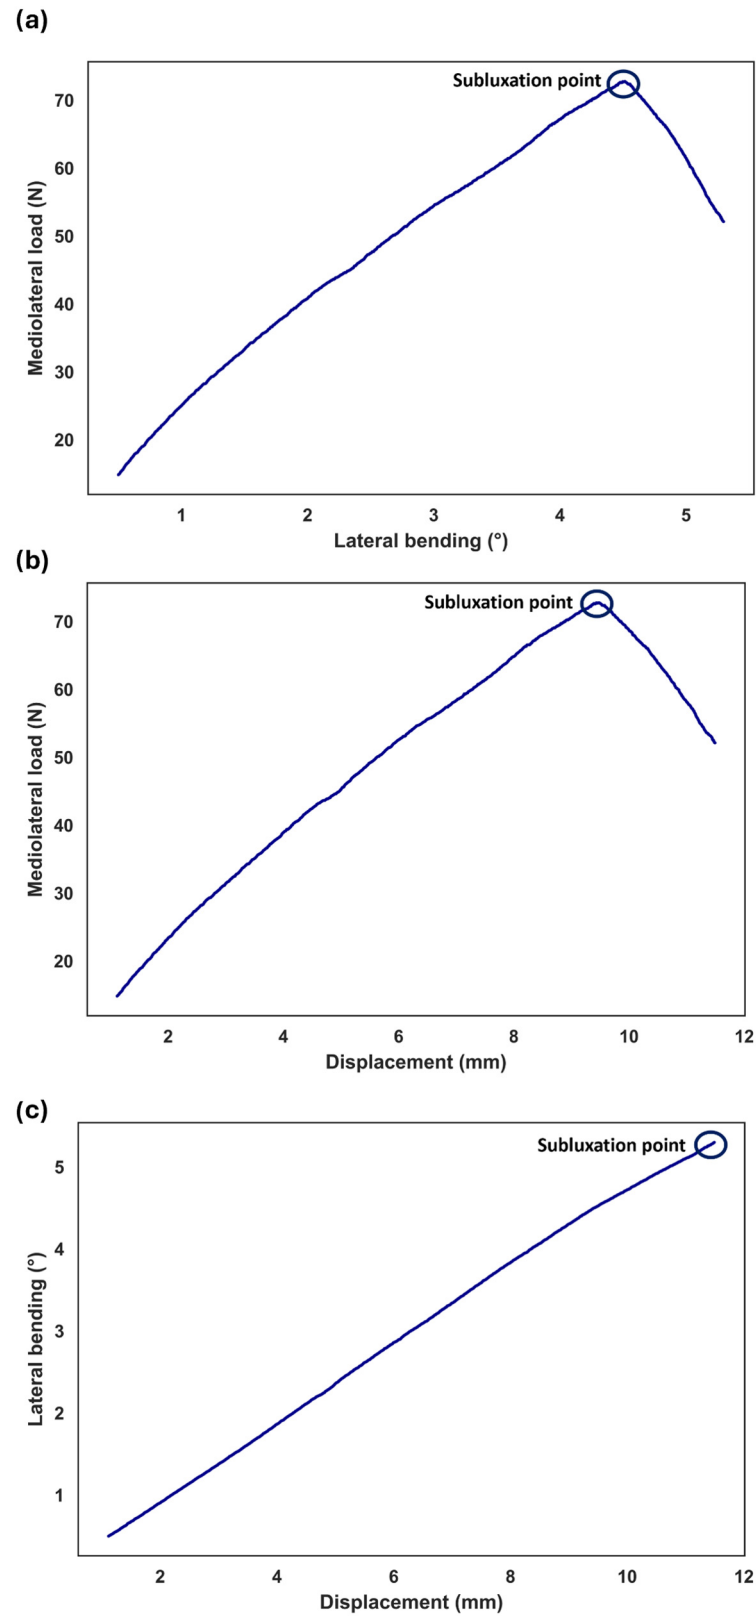 (a)
Subluxation point
Mediolateral load (N)
70
60
50
40
30
20
1 2 3 4 5
Lateral bending (°)
(b)
Subluxation point
Mediolateral load (N)
70
60
50
40
30
20
2 4 6 8 10 12
Displacement (mm)
(c)
Subluxation point
Lateral bending (°)
5
4
3
2
1
2 4 6 8 10 12
Displacement (mm)